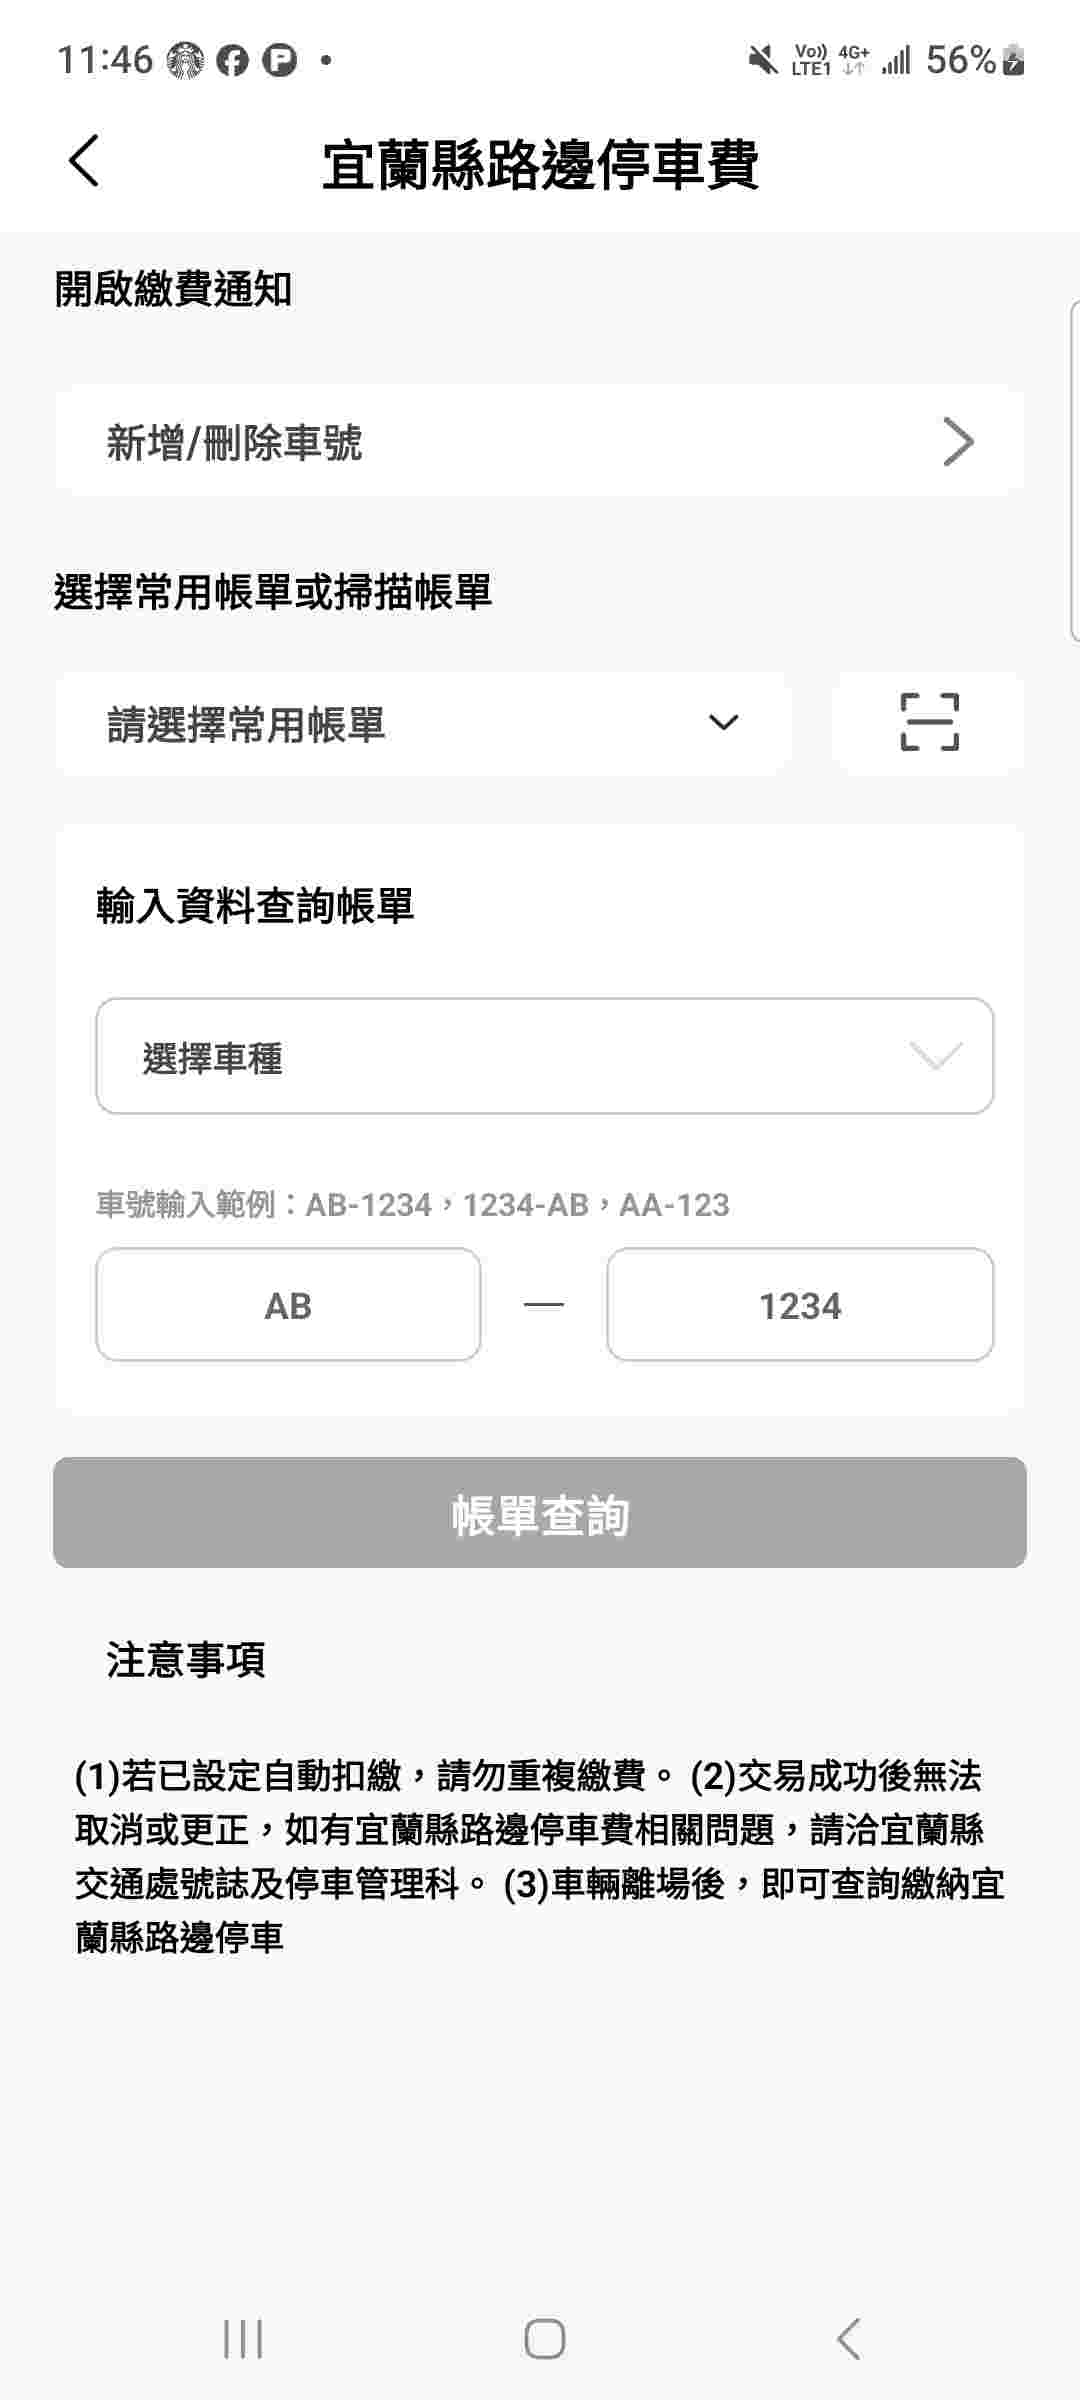 11:46
Vo)) LTE1 4G+ 56%
宜蘭縣路邊停車費
開啟繳費通知
新增/刪除車號
選擇常用帳單或掃描帳單
請選擇常用帳單
輸入資料查詢帳單
選擇車種
車號輸入範例：AB-1234，1234-AB，AA-123
AB — 1234
帳單查詢
注意事項
(1)若已設定自動扣繳，請勿重複繳費。 (2)交易成功後無法
取消或更正，如有宜蘭縣路邊停車費相關問題，請洽宜蘭縣
交通處號誌及停車管理科。 (3)車輛離場後，即可查詢繳納宜
蘭縣路邊停車